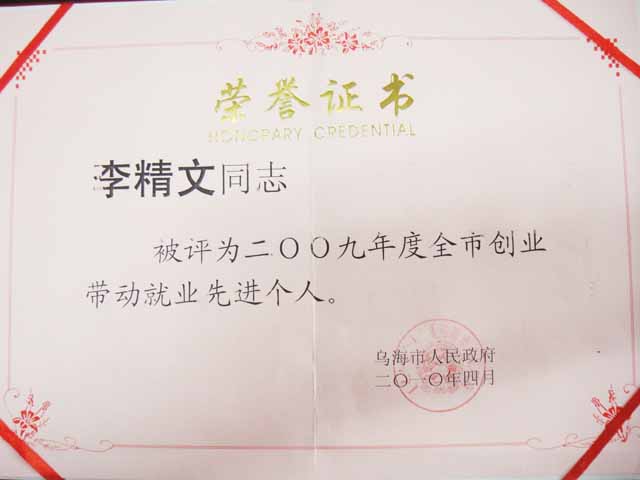 荣誉证书
HONORARY CREDENTIAL
李精文同志
被评为二〇〇九年度全市创业
带动就业先进个人。
乌海市人民政府
二〇一〇年四月